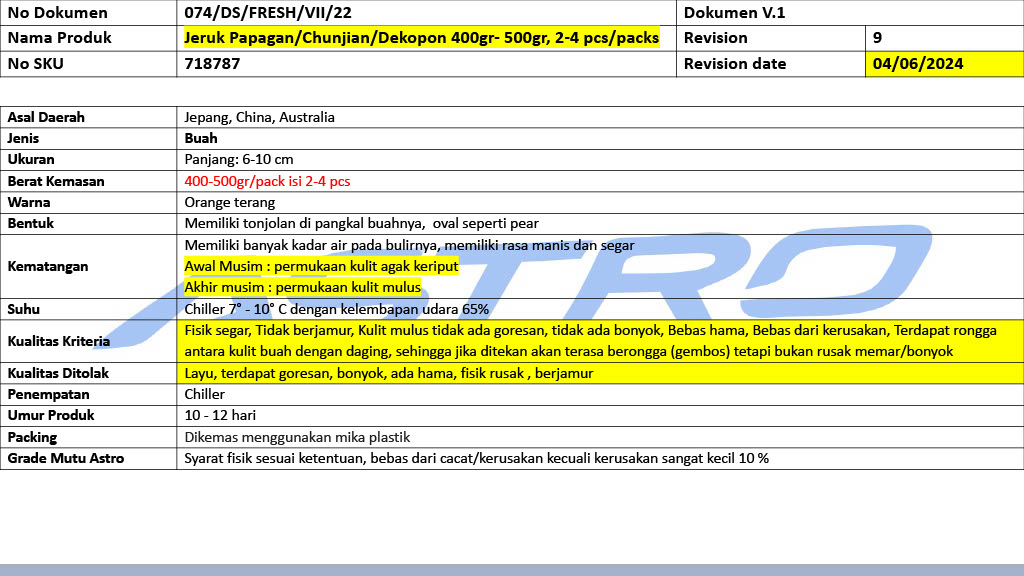 No Dokumen 074/DS/FRESH/VII/22 Dokumen V.1
Nama Produk Jeruk Papagan/Chunjian/Dekopon 400gr- 500gr, 2-4 pcs/packs Revision 9
No SKU 718787 Revision date 04/06/2024
Asal Daerah Jepang, China, Australia
Jenis Buah
Ukuran Panjang: 6-10 cm
Berat Kemasan 400-500gr/pack isi 2-4 pcs
Warna Orange terang
Bentuk Memiliki tonjolan di pangkal buahnya, oval seperti pear
Kematangan Memiliki banyak kadar air pada bulirnya, memiliki rasa manis dan segar
Awal Musim : permukaan kulit agak keriput
Akhir musim : permukaan kulit mulus
Suhu Chiller 7° - 10° C dengan kelembapan udara 65%
Kualitas Kriteria Fisik segar, Tidak berjamur, Kulit mulus tidak ada goresan, tidak ada bonyok, Bebas hama, Bebas dari kerusakan, Terdapat rongga
antara kulit buah dengan daging, sehingga jika ditekan akan terasa berongga (gembos) tetapi bukan rusak memar/bonyok
Kualitas Ditolak Layu, terdapat goresan, bonyok, ada hama, fisik rusak , berjamur
Penempatan Chiller
Umur Produk 10 - 12 hari
Packing Dikemas menggunakan mika plastik
Grade Mutu Astro Syarat fisik sesuai ketentuan, bebas dari cacat/kerusakan kecuali kerusakan sangat kecil 10 %
ASTRO